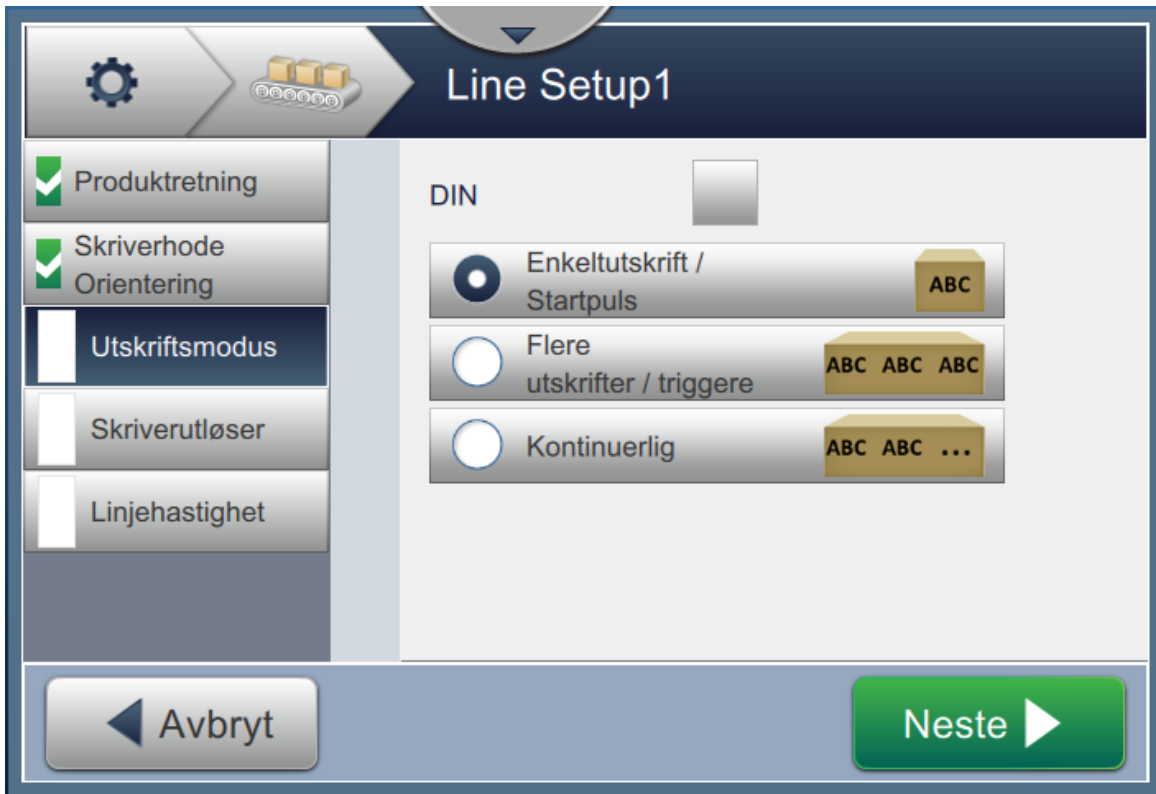 Line Setup1
Produktretning
Skriverhode
Orientering
Utskriftsmodus
Skriverutløser
Linjehastighet
DIN
Enkeltutskrift /
Startpuls
ABC
Flere
utskrifter / triggere
ABC ABC ABC
Kontinuerlig
ABC ABC ...
Avbryt
Neste